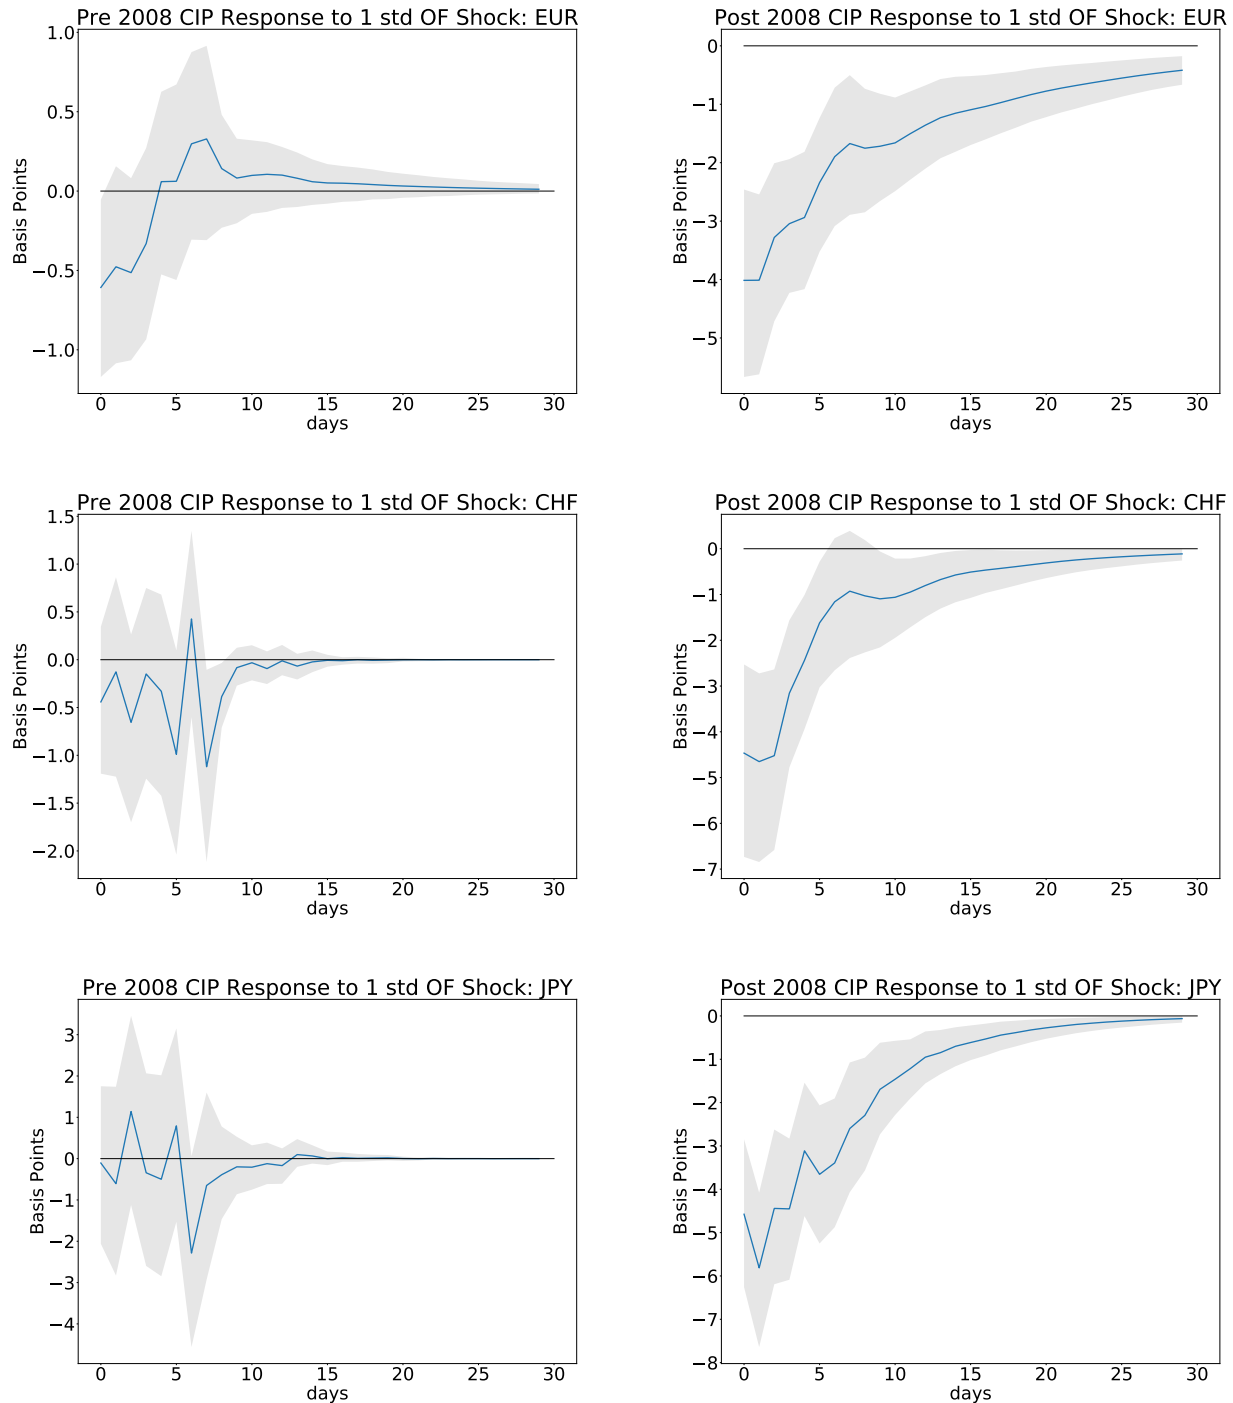 Pre 2008 CIP Response to 1 std OF Shock: EUR
1.0
0.5
0.0
−0.5
−1.0
Basis Points
0 5 10 15 20 25 30
days
Post 2008 CIP Response to 1 std OF Shock: EUR
0
−1
−2
−3
−4
−5
Basis Points
0 5 10 15 20 25 30
days
Pre 2008 CIP Response to 1 std OF Shock: CHF
1.5
1.0
0.5
0.0
−0.5
−1.0
−1.5
−2.0
Basis Points
0 5 10 15 20 25 30
days
Post 2008 CIP Response to 1 std OF Shock: CHF
0
−1
−2
−3
−4
−5
−6
−7
Basis Points
0 5 10 15 20 25 30
days
Pre 2008 CIP Response to 1 std OF Shock: JPY
3
2
1
0
−1
−2
−3
−4
Basis Points
0 5 10 15 20 25 30
days
Post 2008 CIP Response to 1 std OF Shock: JPY
0
−1
−2
−3
−4
−5
−6
−7
−8
Basis Points
0 5 10 15 20 25 30
days